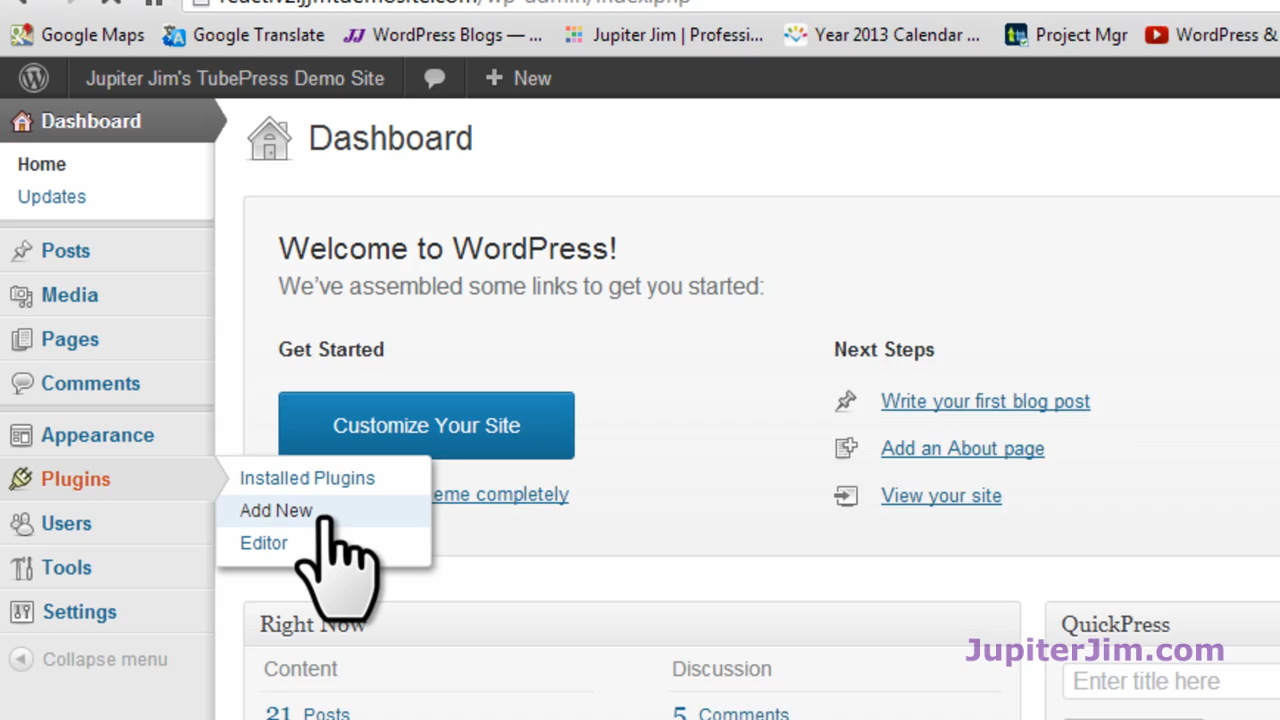 Google Maps
Google Translate
WordPress Blogs — ...
Jupiter Jim | Professi...
Year 2013 Calendar ...
Project Mgr
WordPress &
Jupiter Jim's TubePress Demo Site
+ New
Dashboard
Home
Updates
Posts
Media
Pages
Comments
Appearance
Plugins
Users
Tools
Settings
Collapse menu
Installed Plugins
Add New
Editor
Dashboard
Welcome to WordPress!
We've assembled some links to get you started:
Get Started
Customize Your Site
completely
Next Steps
Write your first blog post
Add an About page
View your site
Right Now
Content
21 Posts
Discussion
5 Comments
QuickPress
Enter title here
JupiterJim.com